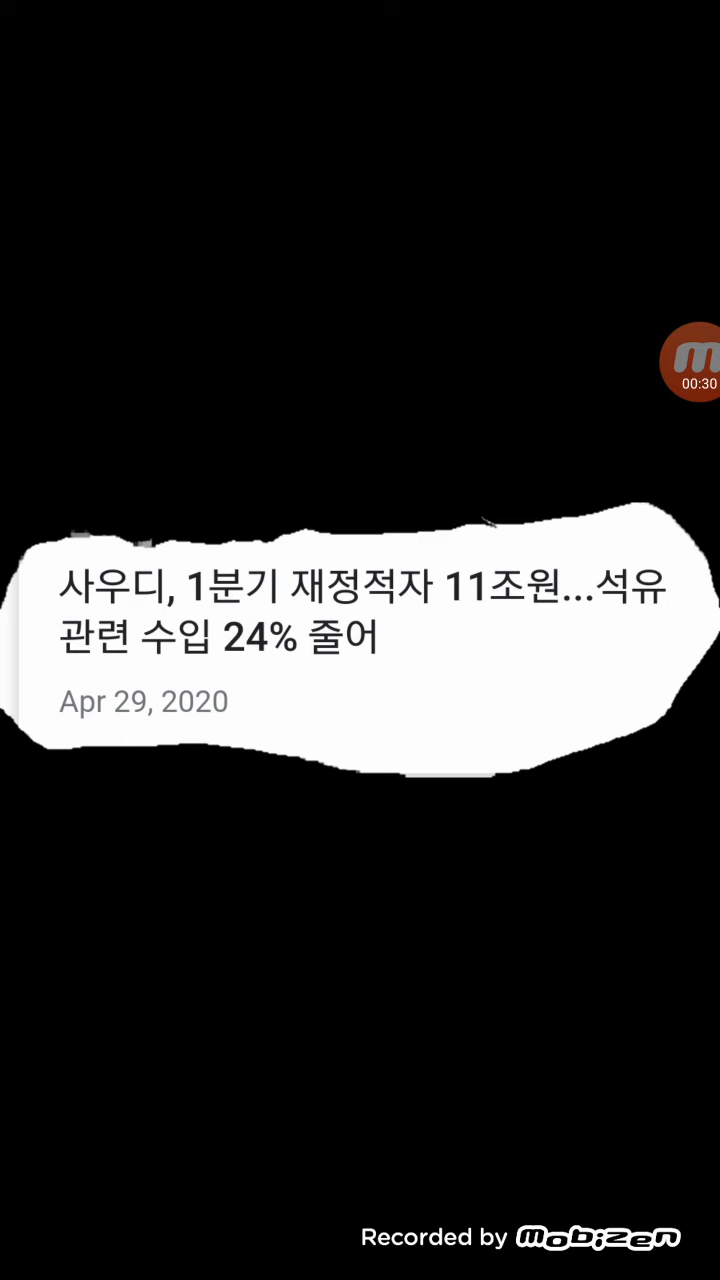 m
00:30
사우디, 1분기 재정적자 11조원...석유
관련 수입 24% 줄어
Apr 29, 2020
Recorded by mobizen